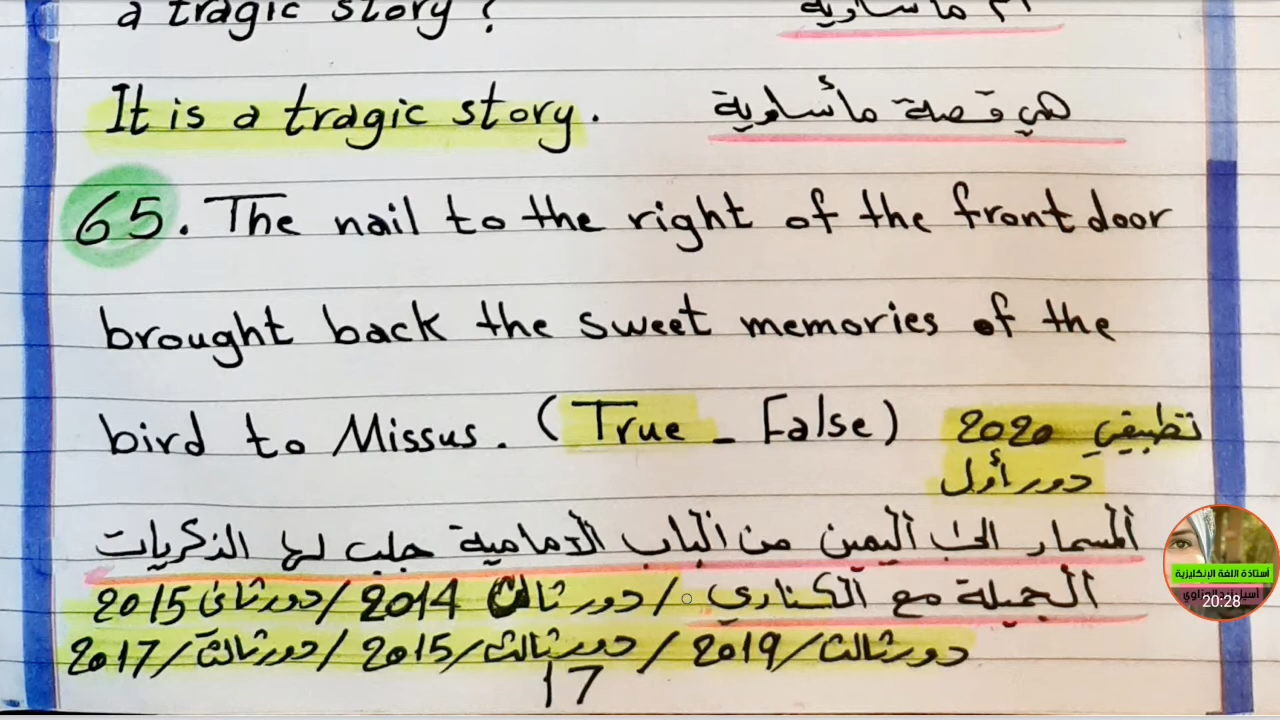 a tragic story?
أم مأساوية
It is a tragic story.
هي قصة مأساوية
65. The nail to the right of the front door
brought back the sweet memories of the
bird to Missus. (True - False) تطبيقي 2020
دور أول
المسمار الى اليمين من الباب الامامية جلب لها الذكريات
الجميلة مع الكناري / دور ثالث 2014 / دور ثاني 2015
دور ثالث / 2019 / دور ثالث / 2015 / دور ثالث / 2017
17
أستاذة اللغة الإنكليزية
20:28